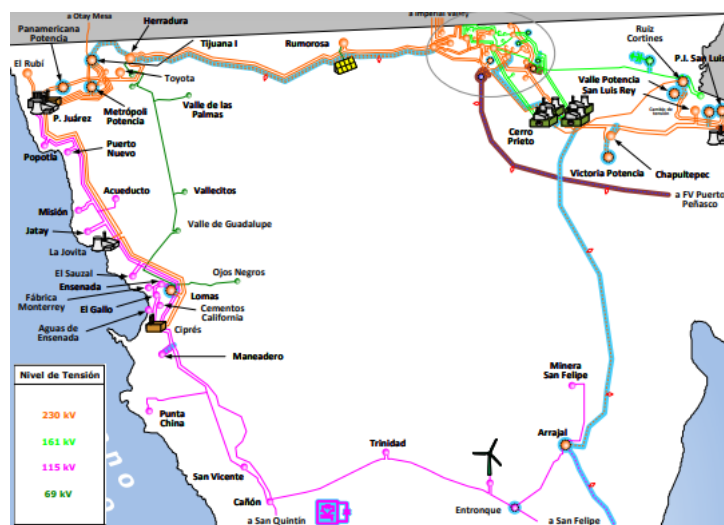 a Otay Mesa
Herradura
a Imperial Valley
Panamericana
Potencia
Tijuana I
Rumorosa
Ruiz
Cortines
El Rubí
Toyota
P.I. San Luis
Valle Potencia
San Luis Rey
P. Juárez
Metrópoli
Potencia
Valle de las
Palmas
Cambio de
tensión
Puerto
Nuevo
Cerro
Prieto
Popotla
Chapultepec
Victoria Potencia
Acueducto
Vallecitos
a FV Puerto
Peñasco
Misión
Jatay
Valle de Guadalupe
La Jovita
El Sauzal
Ojos Negros
Ensenada
Fábrica
Monterrey
Lomas
El Gallo
Cementos
California
Aguas de
Ensenada
Ciprés
Maneadero
Minera
San Felipe
Nivel de Tensión
230 kV
161 kV
115 kV
69 kV
Punta
China
Arrajal
Trinidad
San Vicente
Cañón
Entronque
a San Quintín
a San Felipe